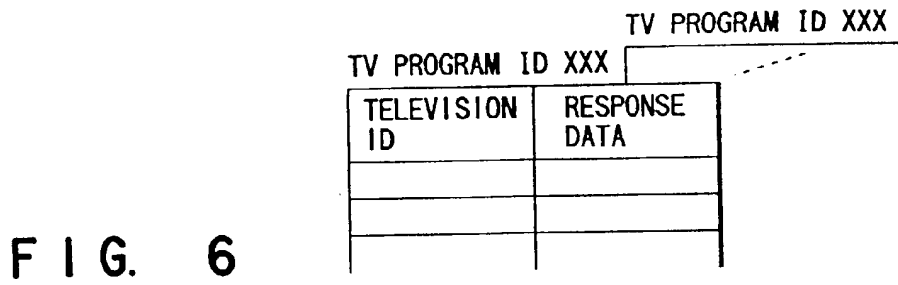 TV PROGRAM ID XXX
TV PROGRAM ID XXX
TELEVISION ID
RESPONSE DATA
FIG. 6